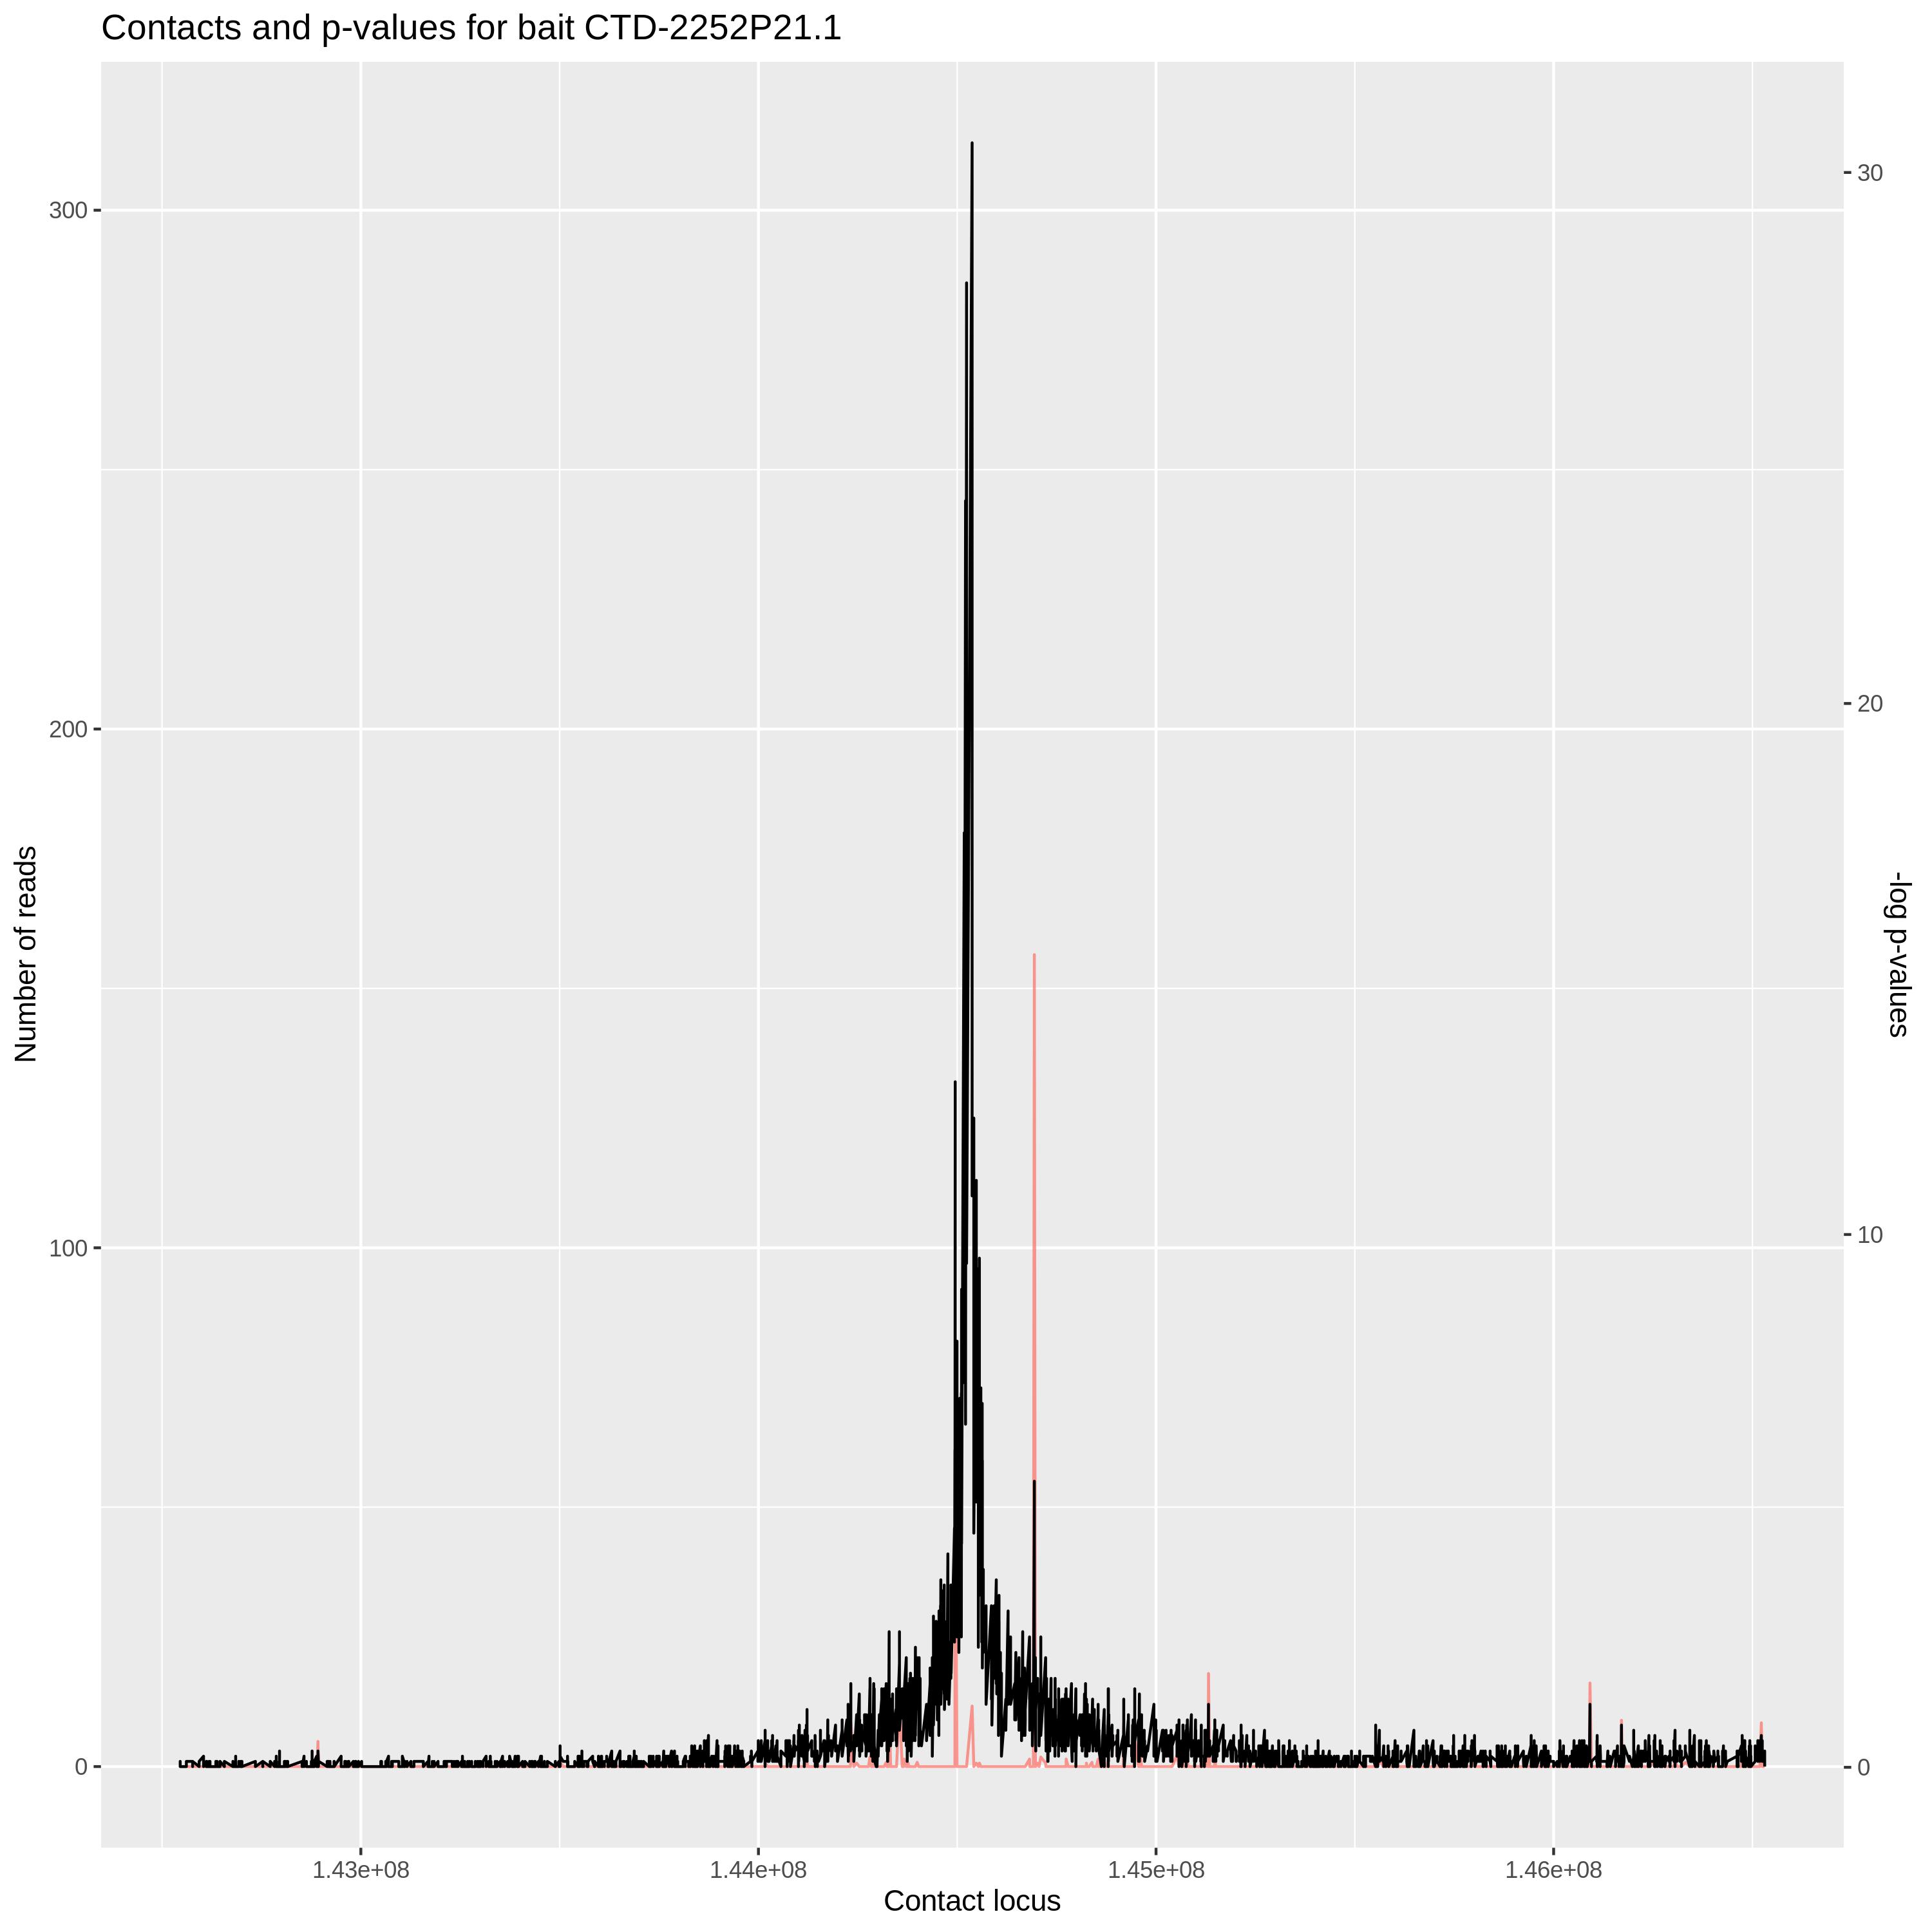 Contacts and p-values for bait CTD-2252P21.1
300
200
100
0
Number of reads
30
20
10
0
-log p-values
1.43e+08 1.44e+08 1.45e+08 1.46e+08
Contact locus